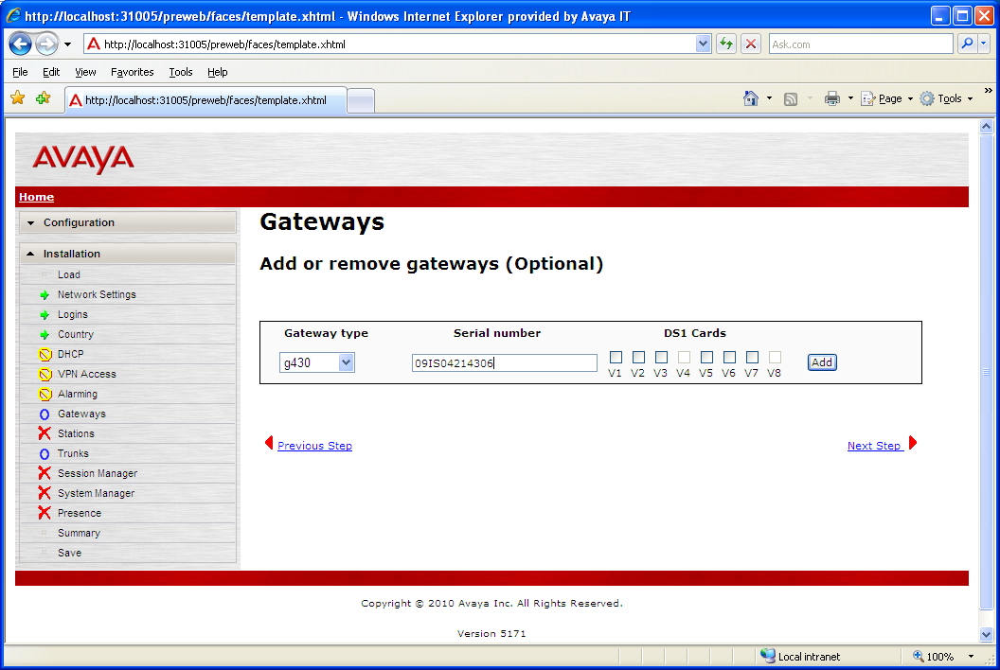 http://localhost:31005/preweb/faces/template.xhtml - Windows Internet Explorer provided by Avaya IT
http://localhost:31005/preweb/faces/template.xhtml
Ask.com
File Edit View Favorites Tools Help
http://localhost:31005/preweb/faces/template.xhtml
Page Tools »
AVAYA
Home
Configuration
Installation
Load
Network Settings
Logins
Country
DHCP
VPN Access
Alarming
Gateways
Stations
Trunks
Session Manager
System Manager
Presence
Summary
Save
Gateways
Add or remove gateways (Optional)
Gateway type Serial number DS1 Cards
g430 09IS04214306 Add
V1 V2 V3 V4 V5 V6 V7 V8
Previous Step Next Step
Copyright © 2010 Avaya Inc. All Rights Reserved.
Version 5171
Local intranet 100%